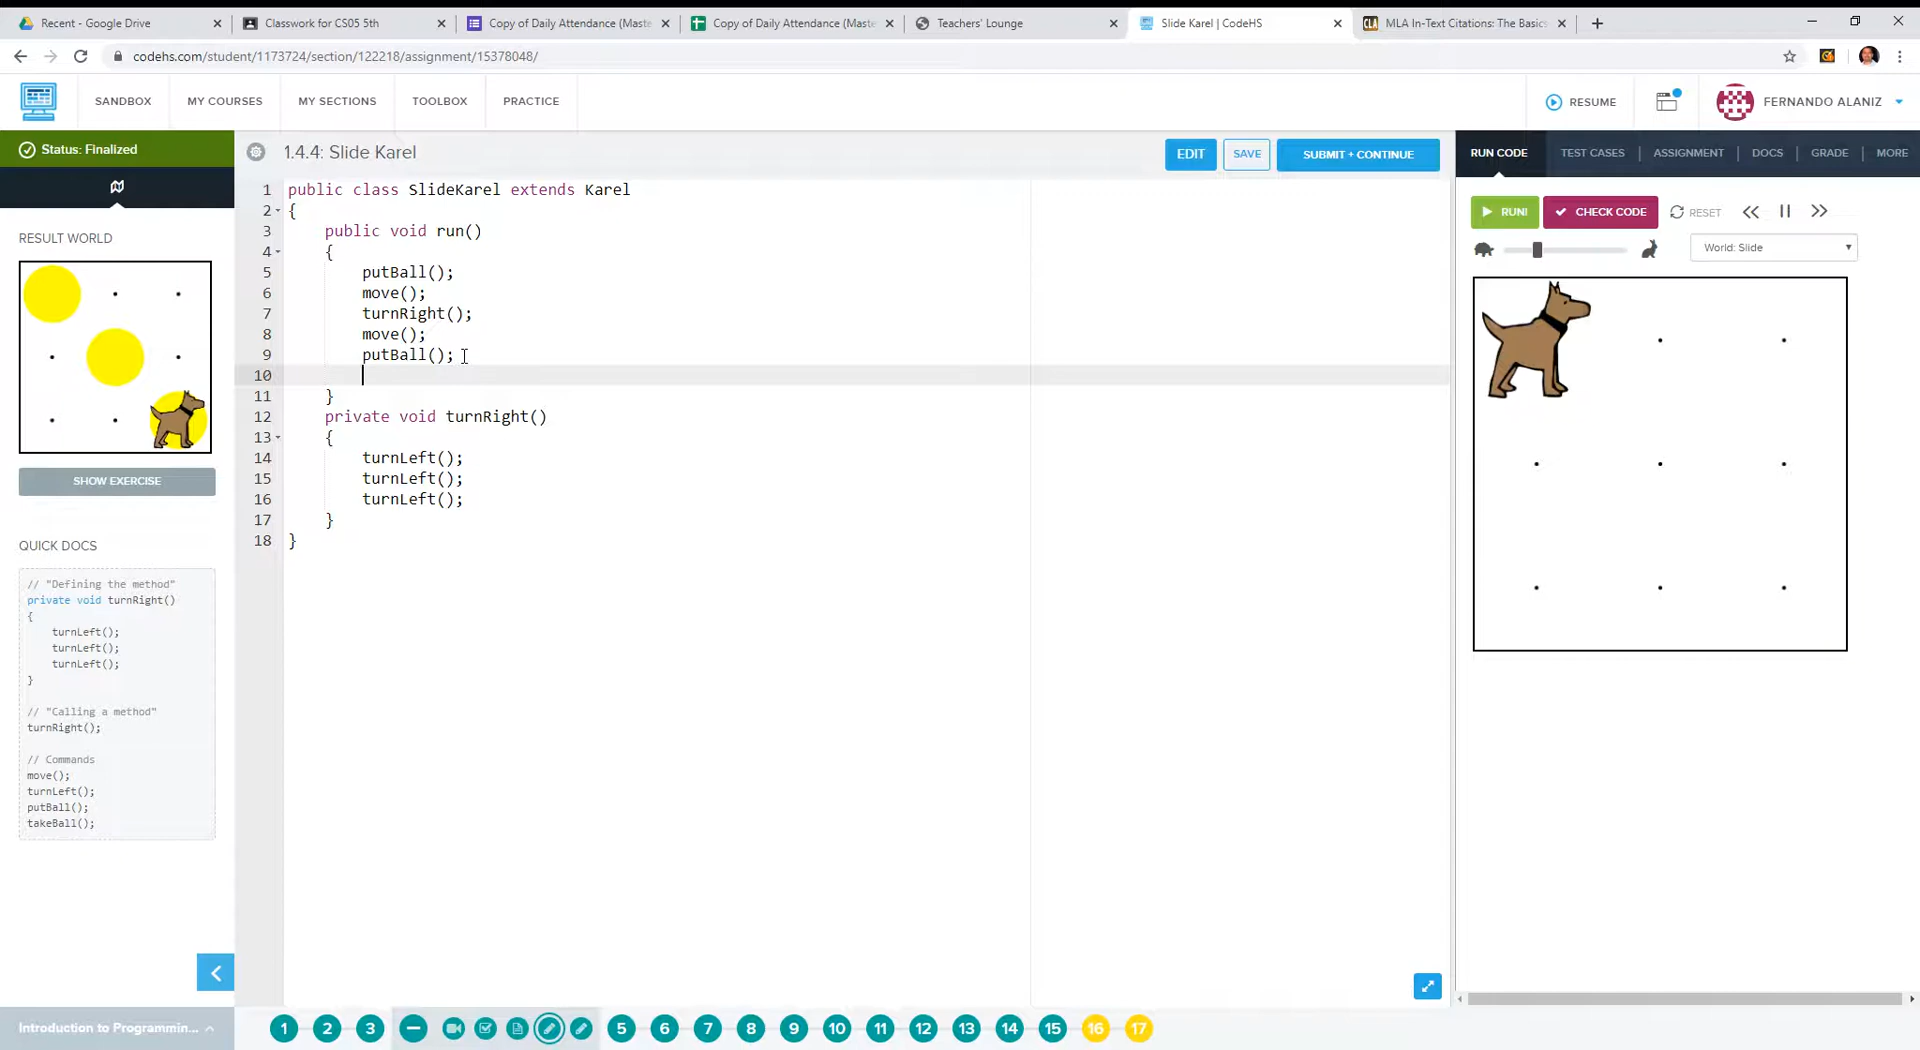 Recent - Google Drive
Classwork for CS05 5th
Copy of Daily Attendance (Maste
Copy of Daily Attendance (Maste
Teachers' Lounge
Slide Karel | CodeHS
MLA In-Text Citations: The Basics
codehs.com/student/1173724/section/122218/assignment/15378048/
SANDBOX
MY COURSES
MY SECTIONS
TOOLBOX
PRACTICE
RESUME
FERNANDO ALANIZ
Status: Finalized
1.4.4: Slide Karel
EDIT
SAVE
SUBMIT + CONTINUE
RUN CODE
TEST CASES
ASSIGNMENT
DOCS
GRADE
MORE
RESULT WORLD
SHOW EXERCISE
QUICK DOCS
// "Defining the method"
private void turnRight()
{
turnLeft();
turnLeft();
turnLeft();
}
// "Calling a method"
turnRight();
// Commands
move();
turnLeft();
putBall();
takeBall();
1 public class SlideKarel extends Karel
2 {
3 public void run()
4 {
5 putBall();
6 move();
7 turnRight();
8 move();
9 putBall();
10
11 }
12 private void turnRight()
13 {
14 turnLeft();
15 turnLeft();
16 turnLeft();
17 }
18 }
RUN!
CHECK CODE
RESET
World: Slide
Introduction to Programmin...
1 2 3 5 6 7 8 9 10 11 12 13 14 15 16 17